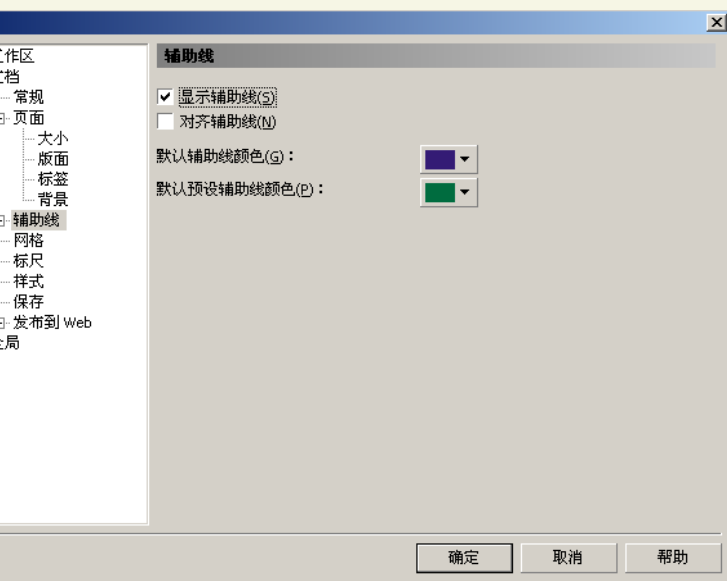 作区
档
常规
页面
大小
版面
标签
背景
辅助线
网格
标尺
样式
保存
发布到 Web
局
辅助线
显示辅助线(S)
对齐辅助线(N)
默认辅助线颜色(G)：
默认预设辅助线颜色(P)：
确定
取消
帮助